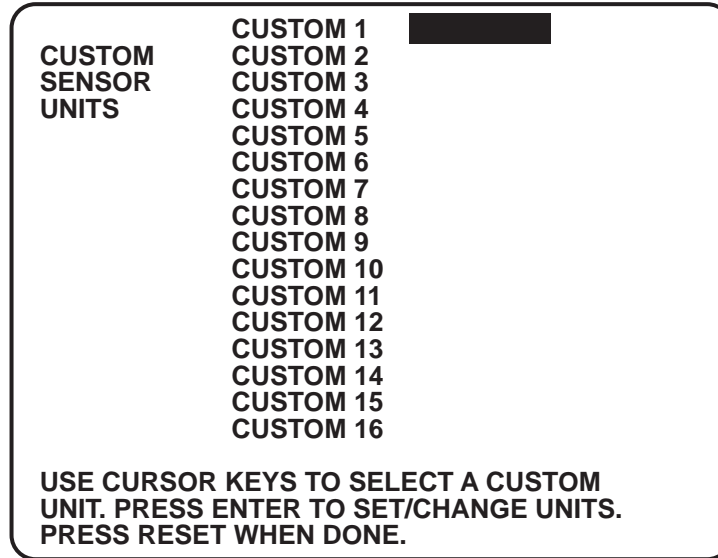 CUSTOM 1
CUSTOM CUSTOM 2
SENSOR CUSTOM 3
UNITS CUSTOM 4
CUSTOM 5
CUSTOM 6
CUSTOM 7
CUSTOM 8
CUSTOM 9
CUSTOM 10
CUSTOM 11
CUSTOM 12
CUSTOM 13
CUSTOM 14
CUSTOM 15
CUSTOM 16
USE CURSOR KEYS TO SELECT A CUSTOM
UNIT. PRESS ENTER TO SET/CHANGE UNITS.
PRESS RESET WHEN DONE.